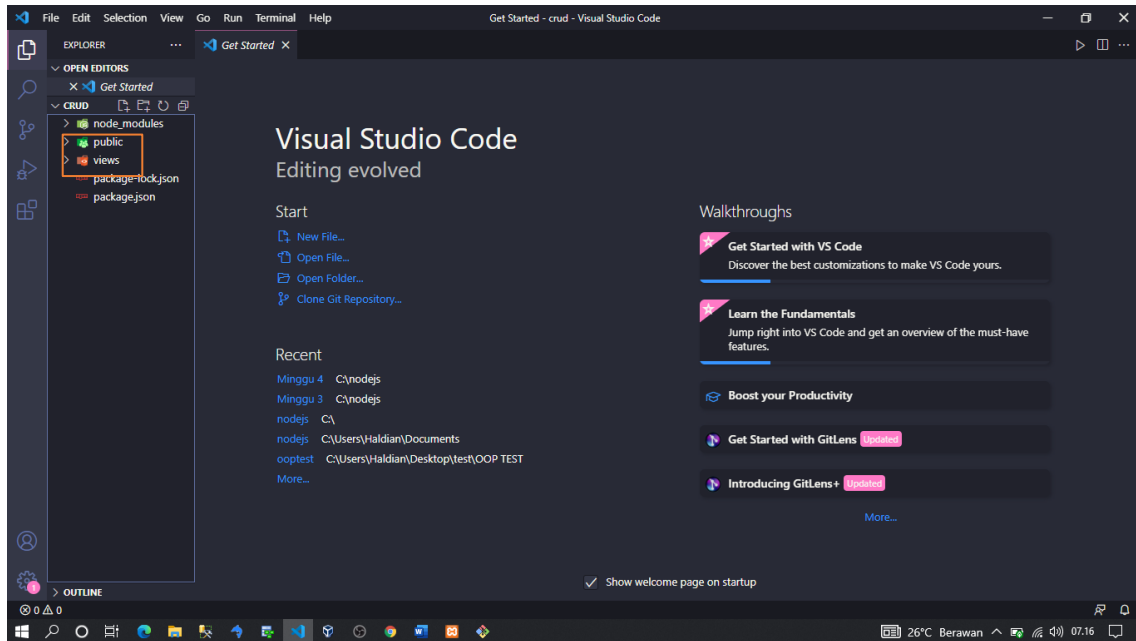 File Edit Selection View Go Run Terminal Help
Get Started - crud - Visual Studio Code
EXPLORER
Get Started
OPEN EDITORS
Get Started
CRUD
node_modules
public
views
package-lock.json
package.json
OUTLINE
Visual Studio Code
Editing evolved
Start
New File...
Open File...
Open Folder...
Clone Git Repository...
Recent
Minggu 4 C:\nodejs
Minggu 3 C:\nodejs
nodejs C:\
nodejs C:\Users\Haldian\Documents
ooptest C:\Users\Haldian\Desktop\test\OOP TEST
More...
Walkthroughs
Get Started with VS Code
Discover the best customizations to make VS Code yours.
Learn the Fundamentals
Jump right into VS Code and get an overview of the must-have
features.
Boost your Productivity
Get Started with GitLens Updated
Introducing GitLens+ Updated
More...
Show welcome page on startup
1
0 0
26°C Berawan 07.16